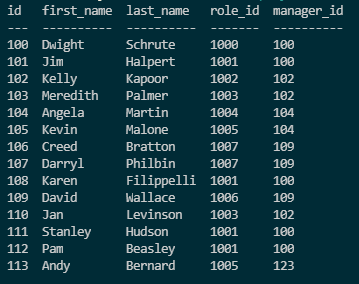 id   first_name  last_name   role_id  manager_id
---  ----------  ----------  -------  ----------
100  Dwight      Schrute     1000     100
101  Jim         Halpert     1001     100
102  Kelly       Kapoor      1002     102
103  Meredith    Palmer      1003     102
104  Angela      Martin      1004     104
105  Kevin       Malone      1005     104
106  Creed       Bratton     1007     109
107  Darryl      Philbin     1007     109
108  Karen       Filippelli  1001     100
109  David       Wallace     1006     109
110  Jan         Levinson    1003     102
111  Stanley     Hudson      1001     100
112  Pam         Beasley     1001     100
113  Andy        Bernard     1005     123